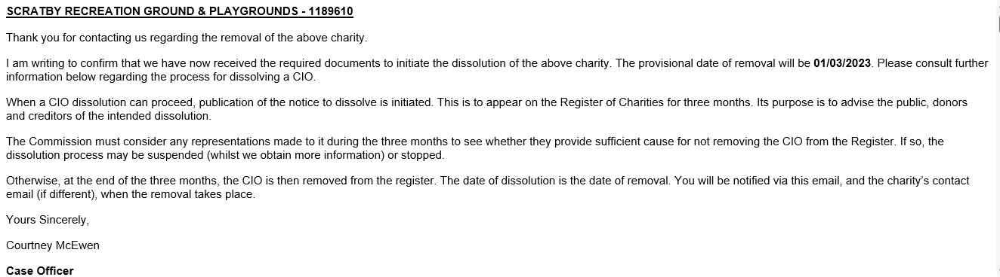 SCRATBY RECREATION GROUND & PLAYGROUNDS - 1189610
Thank you for contacting us regarding the removal of the above charity.
I am writing to confirm that we have now received the required documents to initiate the dissolution of the above charity. The provisional date of removal will be 01/03/2023. Please consult further
information below regarding the process for dissolving a CIO.
When a CIO dissolution can proceed, publication of the notice to dissolve is initiated. This is to appear on the Register of Charities for three months. Its purpose is to advise the public, donors
and creditors of the intended dissolution.
The Commission must consider any representations made to it during the three months to see whether they provide sufficient cause for not removing the CIO from the Register. If so, the
dissolution process may be suspended (whilst we obtain more information) or stopped.
Otherwise, at the end of the three months, the CIO is then removed from the register. The date of dissolution is the date of removal. You will be notified via this email, and the charity’s contact
email (if different), when the removal takes place.
Yours Sincerely,
Courtney McEwen
Case Officer